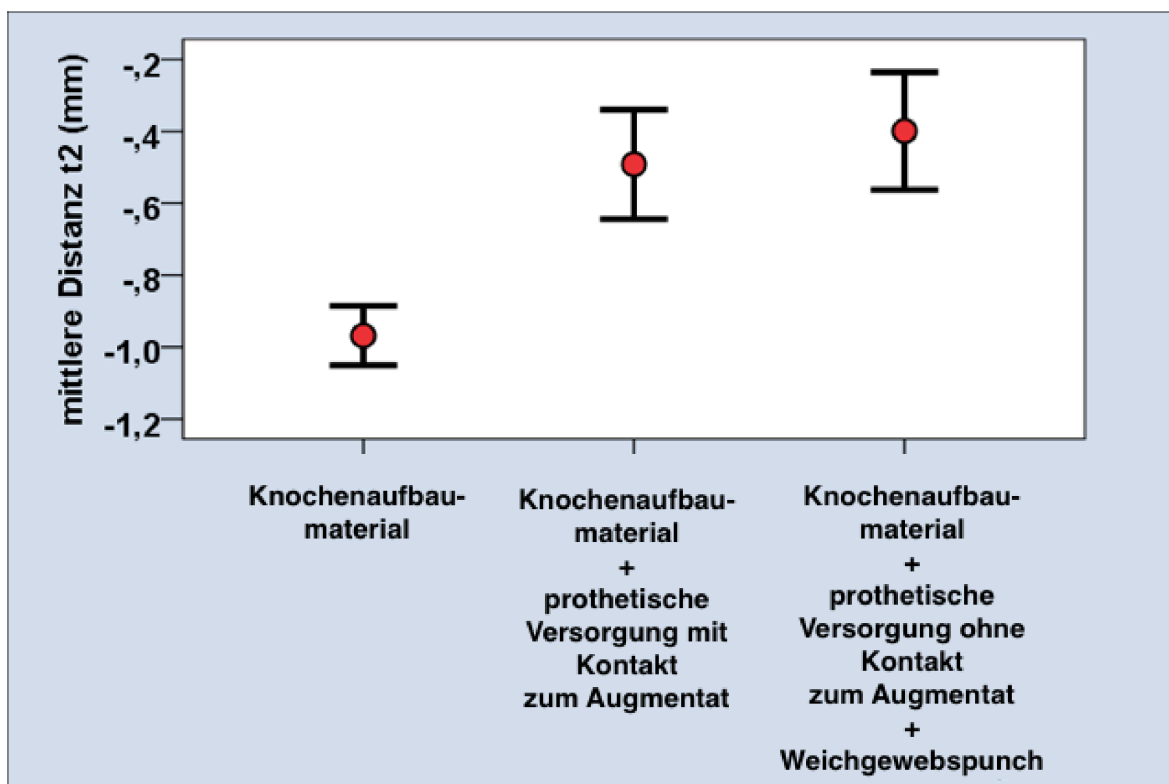 mittlere Distanz t2 (mm)
-,2
-,4
-,6
-,8
-1,0
-1,2
Knochenaufbau-
material
Knochenaufbau-
material
+
prothetische
Versorgung mit
Kontakt
zum Augmentat
Knochenaufbau-
material
+
prothetische
Versorgung ohne
Kontakt
zum Augmentat
+
Weichgewebspunch